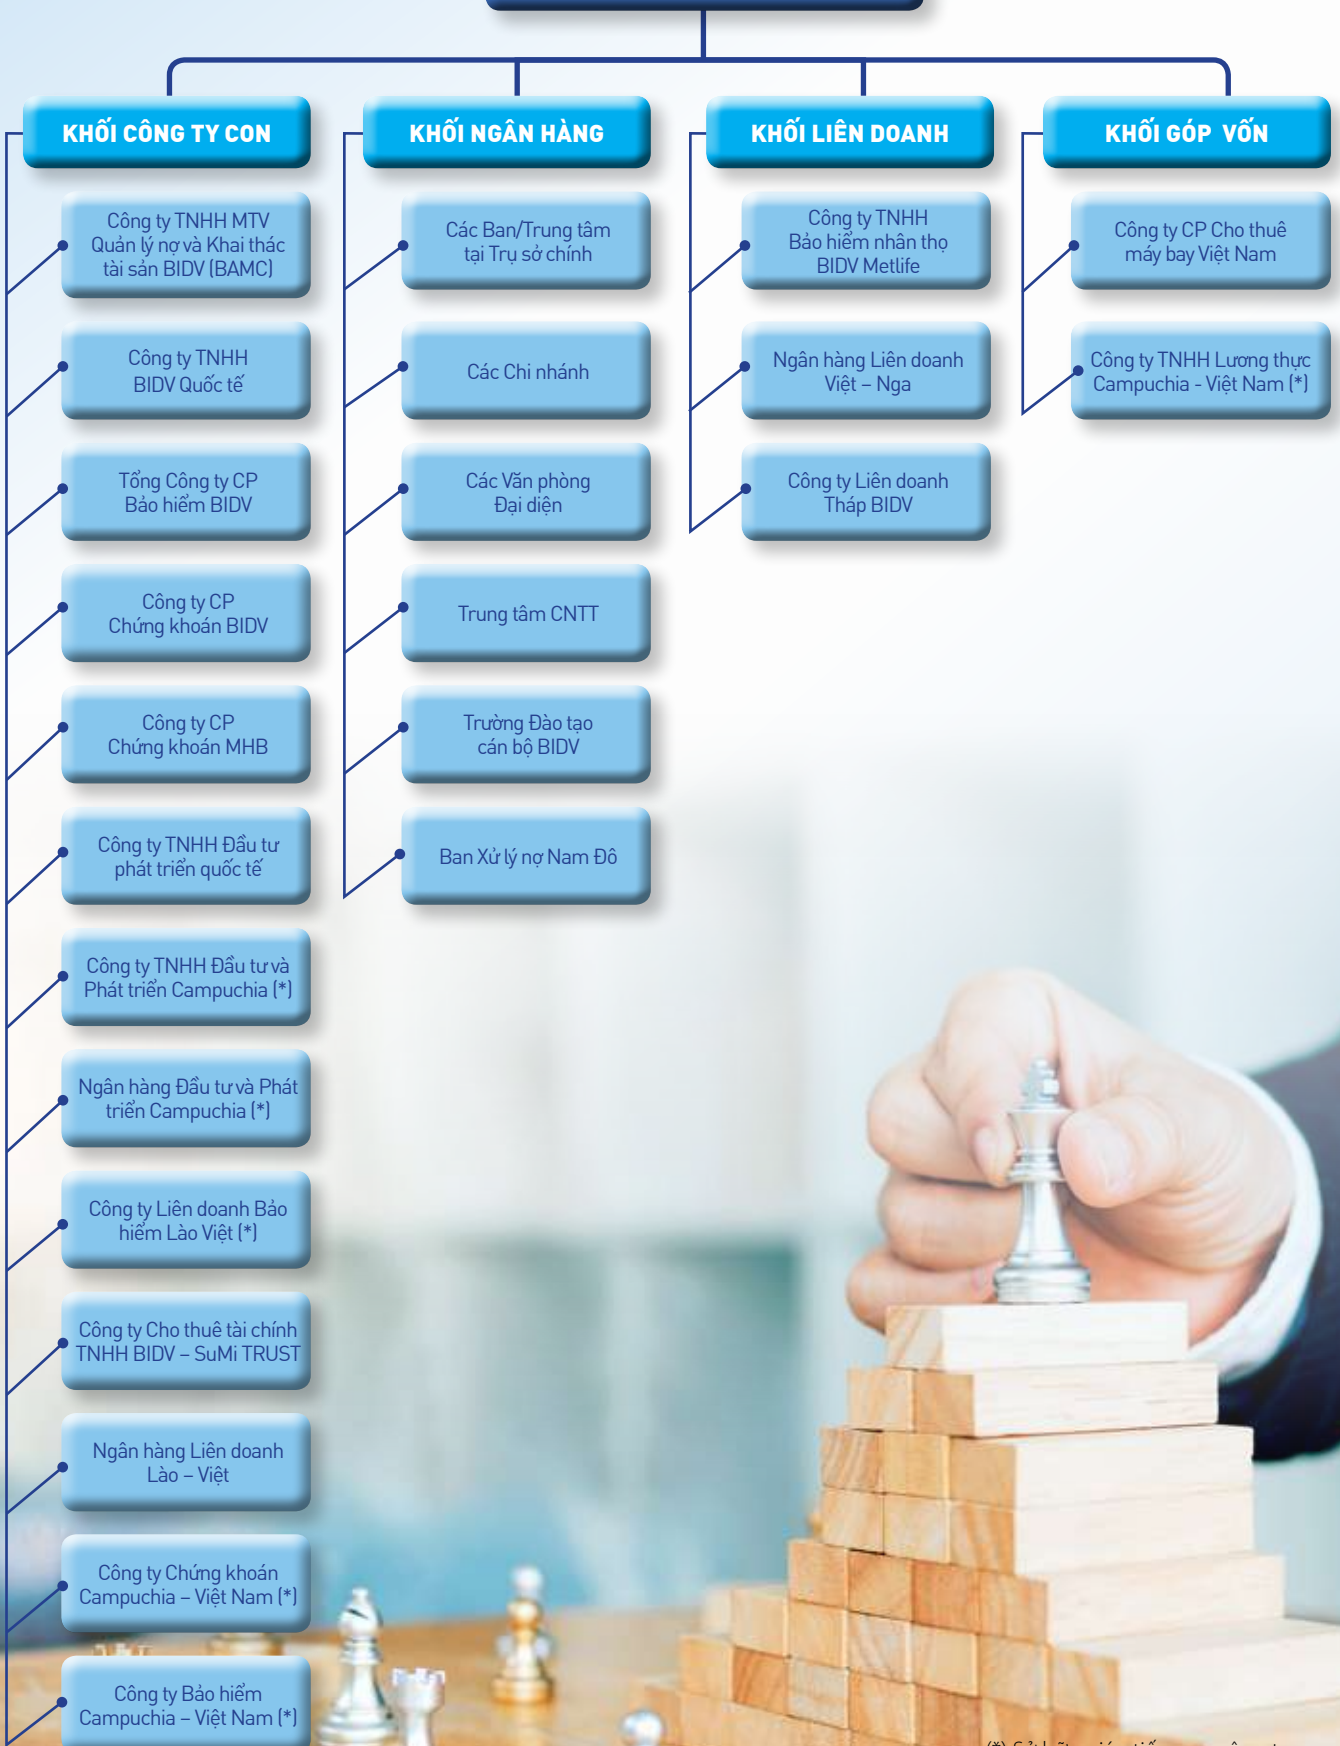 KHỐI CÔNG TY CON
Công ty TNHH MTV
Quản lý nợ và Khai thác
tài sản BIDV (BAMC)
Công ty TNHH
BIDV Quốc tế
Tổng Công ty CP
Bảo hiểm BIDV
Công ty CP
Chứng khoán BIDV
Công ty CP
Chứng khoán MHB
Công ty TNHH Đầu tư
phát triển quốc tế
Công ty TNHH Đầu tư và
Phát triển Campuchia (*)
Ngân hàng Đầu tư và Phát
triển Campuchia (*)
Công ty Liên doanh Bảo
hiểm Lào Việt (*)
Công ty Cho thuê tài chính
TNHH BIDV – SuMi TRUST
Ngân hàng Liên doanh
Lào – Việt
Công ty Chứng khoán
Campuchia – Việt Nam (*)
Công ty Bảo hiểm
Campuchia – Việt Nam (*)
KHỐI NGÂN HÀNG
Các Ban/Trung tâm
tại Trụ sở chính
Các Chi nhánh
Các Văn phòng
Đại diện
Trung tâm CNTT
Trường Đào tạo
cán bộ BIDV
Ban Xử lý nợ Nam Đô
KHỐI LIÊN DOANH
Công ty TNHH
Bảo hiểm nhân thọ
BIDV Metlife
Ngân hàng Liên doanh
Việt – Nga
Công ty Liên doanh
Tháp BIDV
KHỐI GÓP VỐN
Công ty CP Cho thuê
máy bay Việt Nam
Công ty TNHH Lương thực
Campuchia - Việt Nam (*)